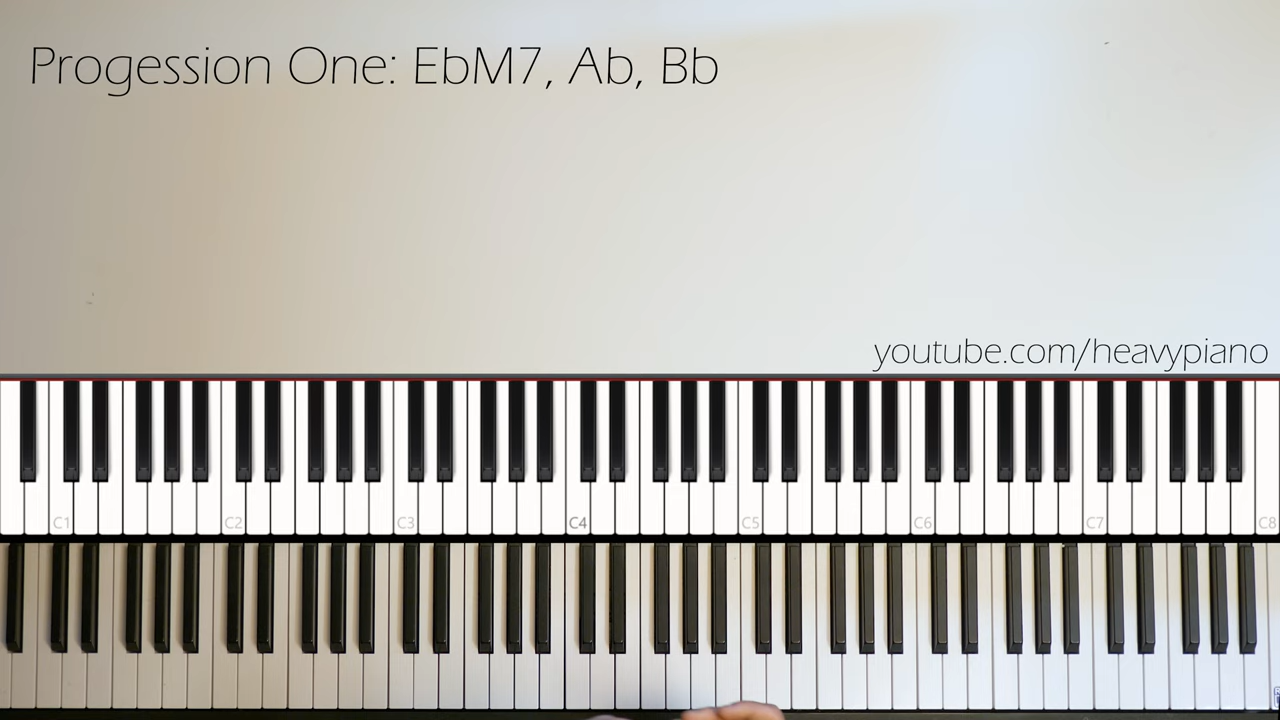 Progession One: EbM7, Ab, Bb
youtube.com/heavypiano
C1 C2 C3 C4 C5 C6 C7 C8